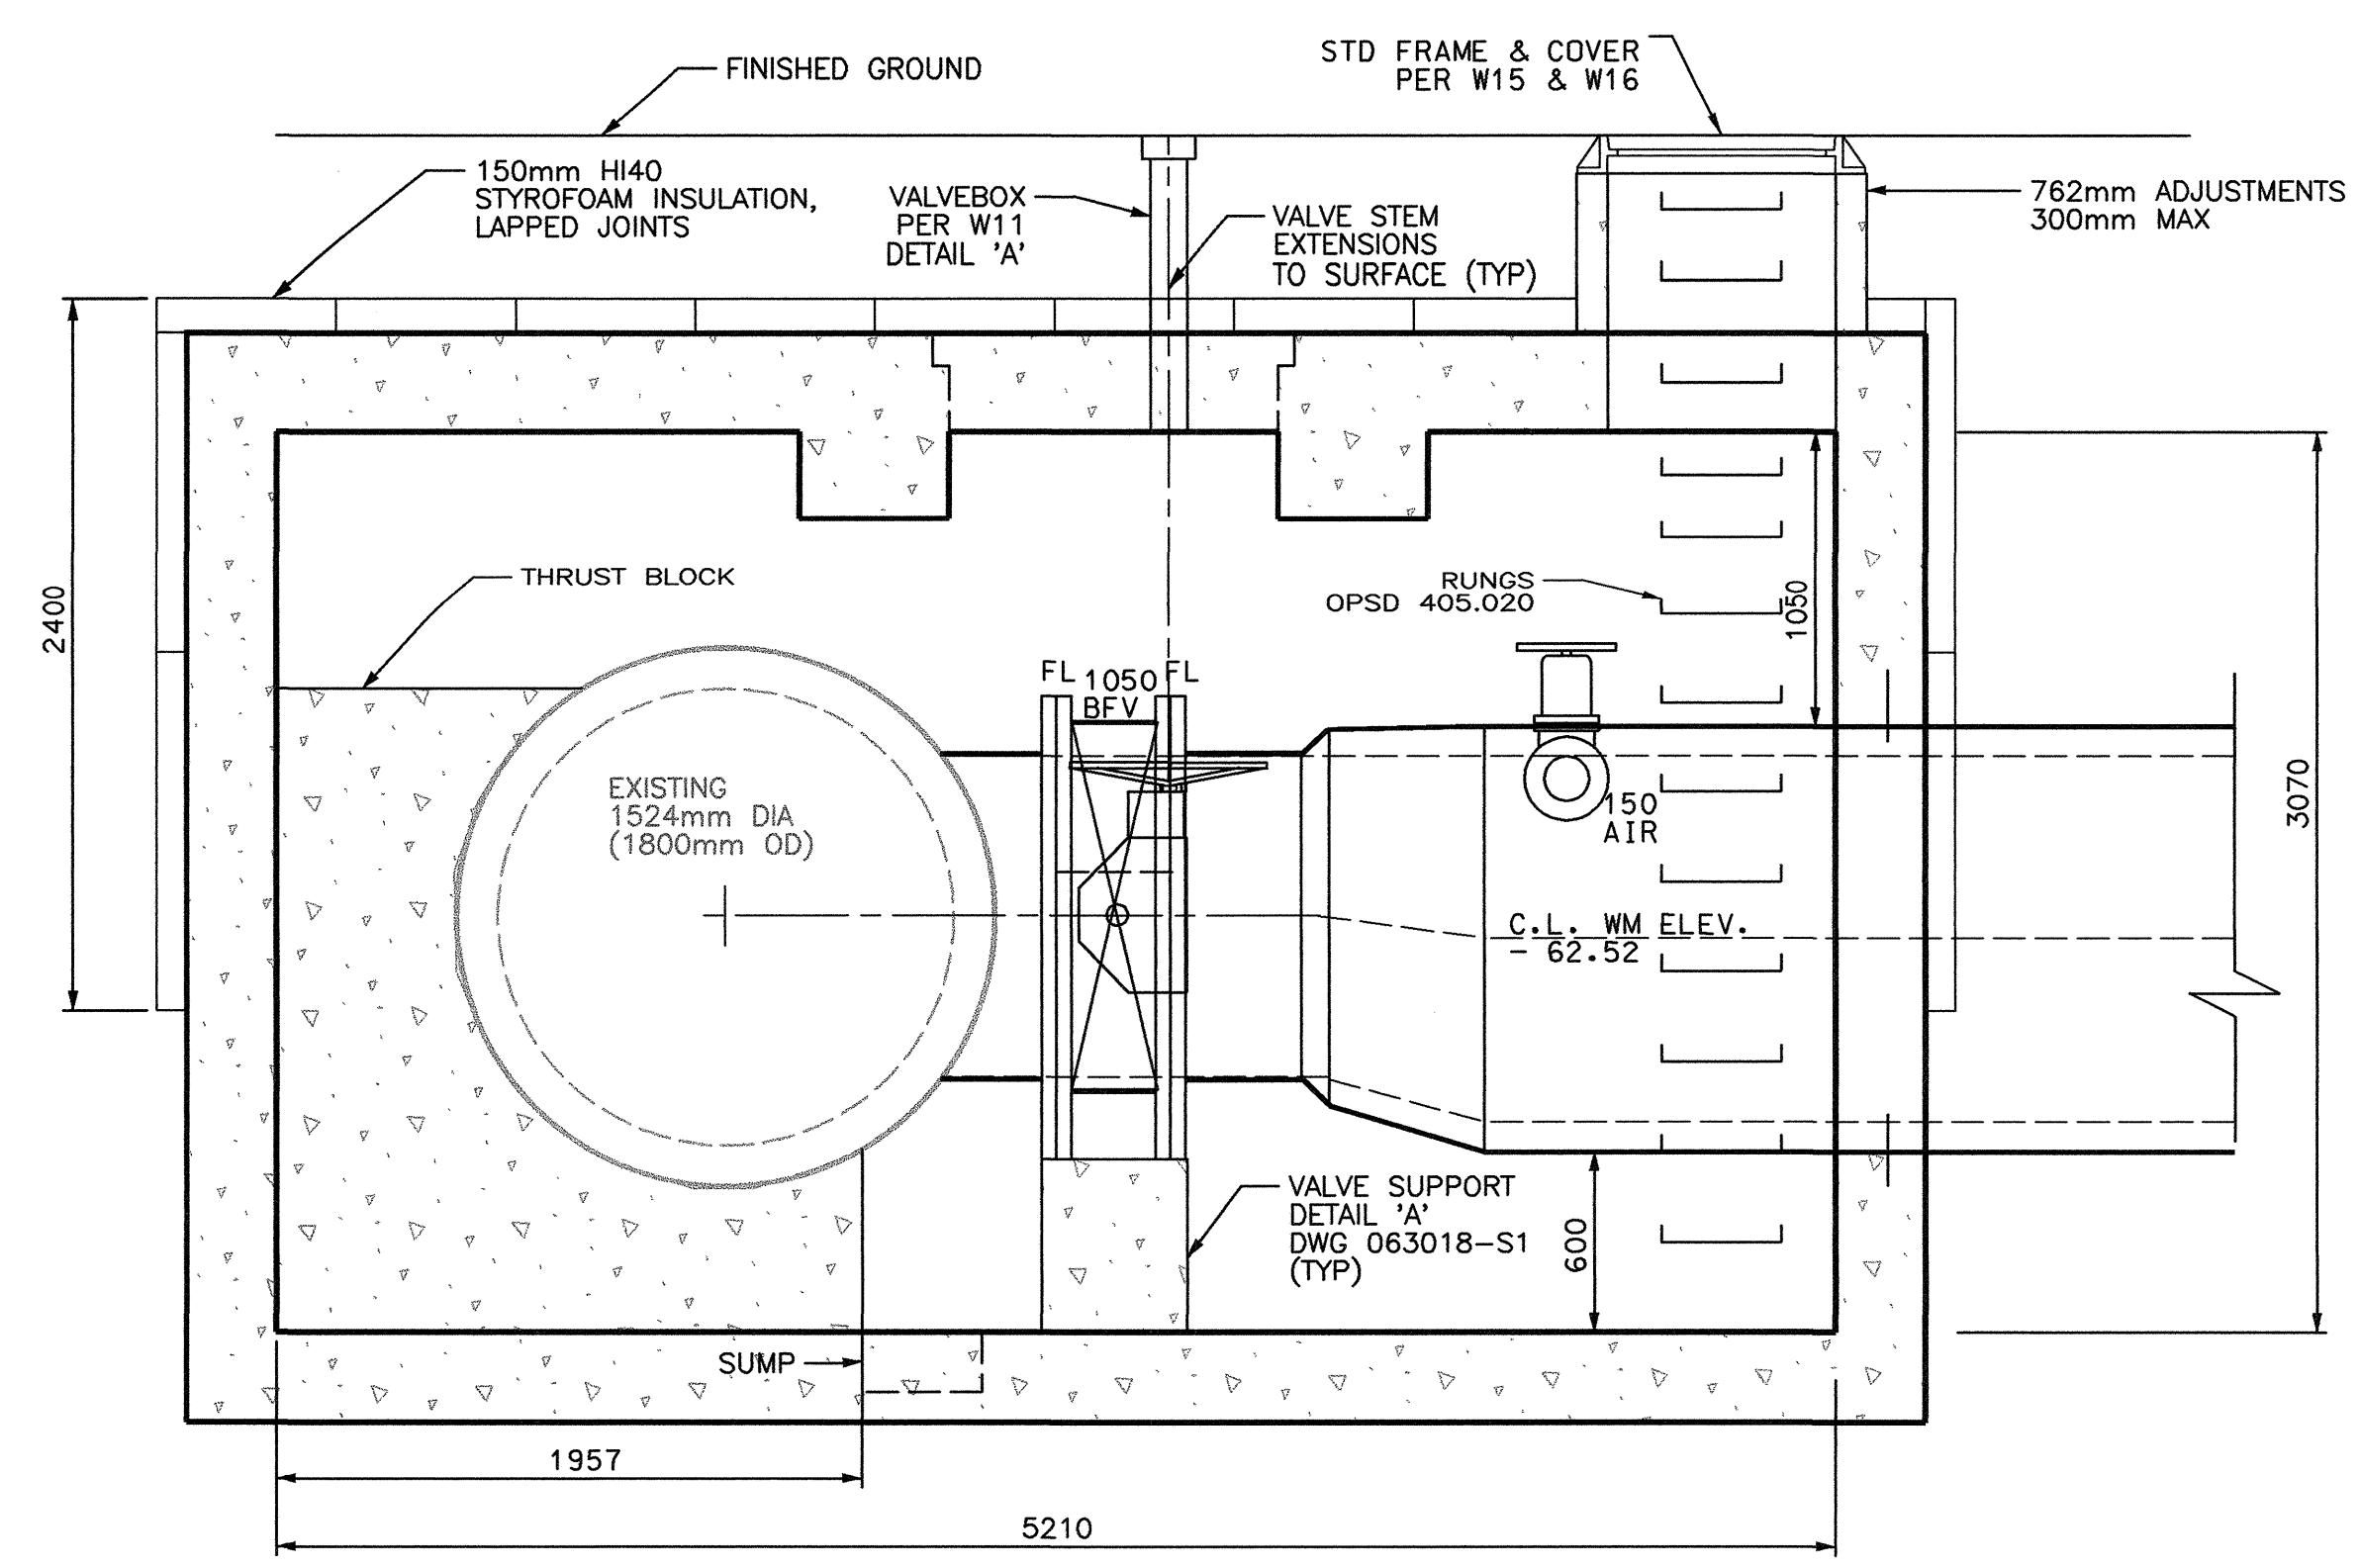 FINISHED GROUND
STD FRAME & COVER
PER W15 & W16
150mm HI40
STYROFOAM INSULATION,
LAPPED JOINTS
VALVEBOX
PER W11
DETAIL 'A'
VALVE STEM
EXTENSIONS
TO SURFACE (TYP)
762mm ADJUSTMENTS
300mm MAX
THRUST BLOCK
RUNGS
OPSD 405.020
2400
1050
FL 1050 FL
BFV
EXISTING
1524mm DIA
(1800mm OD)
150
AIR
3070
C.L. WM ELEV.
- 62.52
VALVE SUPPORT
DETAIL 'A'
DWG 063018-S1
(TYP)
600
SUMP
1957
5210